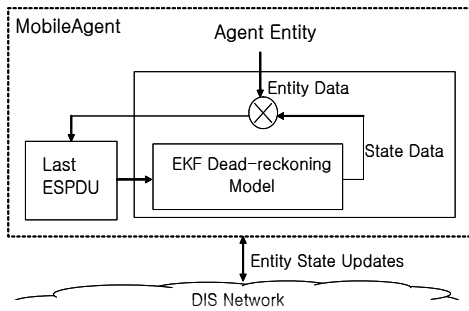 MobileAgent
Agent Entity
Entity Data
Last
ESPDU
EKF Dead-reckoning
Model
State Data
Entity State Updates
DIS Network